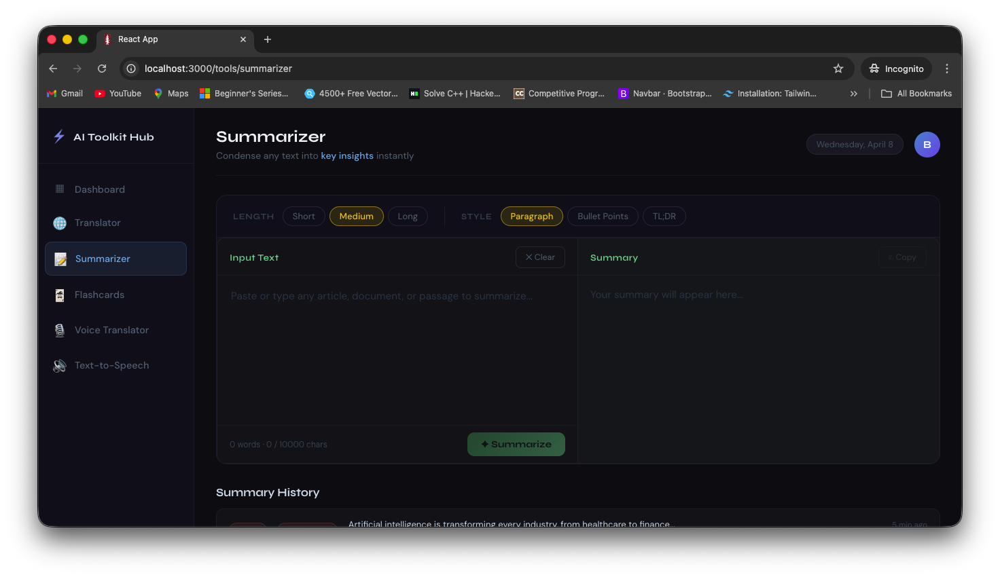 React App
localhost:3000/tools/summarizer
Incognito
Gmail
YouTube
Maps
Beginner's Series...
4500+ Free Vector...
Solve C++ | Hacke...
Competitive Progr...
Navbar · Bootstrap...
Installation: Tailwin...
All Bookmarks
AI Toolkit Hub
Dashboard
Translator
Summarizer
Flashcards
Voice Translator
Text-to-Speech
Summarizer
Condense any text into key insights instantly
Wednesday, April 8
B
LENGTH Short Medium Long STYLE Paragraph Bullet Points TL;DR
Input Text
Clear
Paste or type any article, document, or passage to summarize...
0 words · 0 / 10000 chars
Summarize
Summary
Copy
Your summary will appear here...
Summary History
Artificial intelligence is transforming every industry, from healthcare to finance...
5 min ago